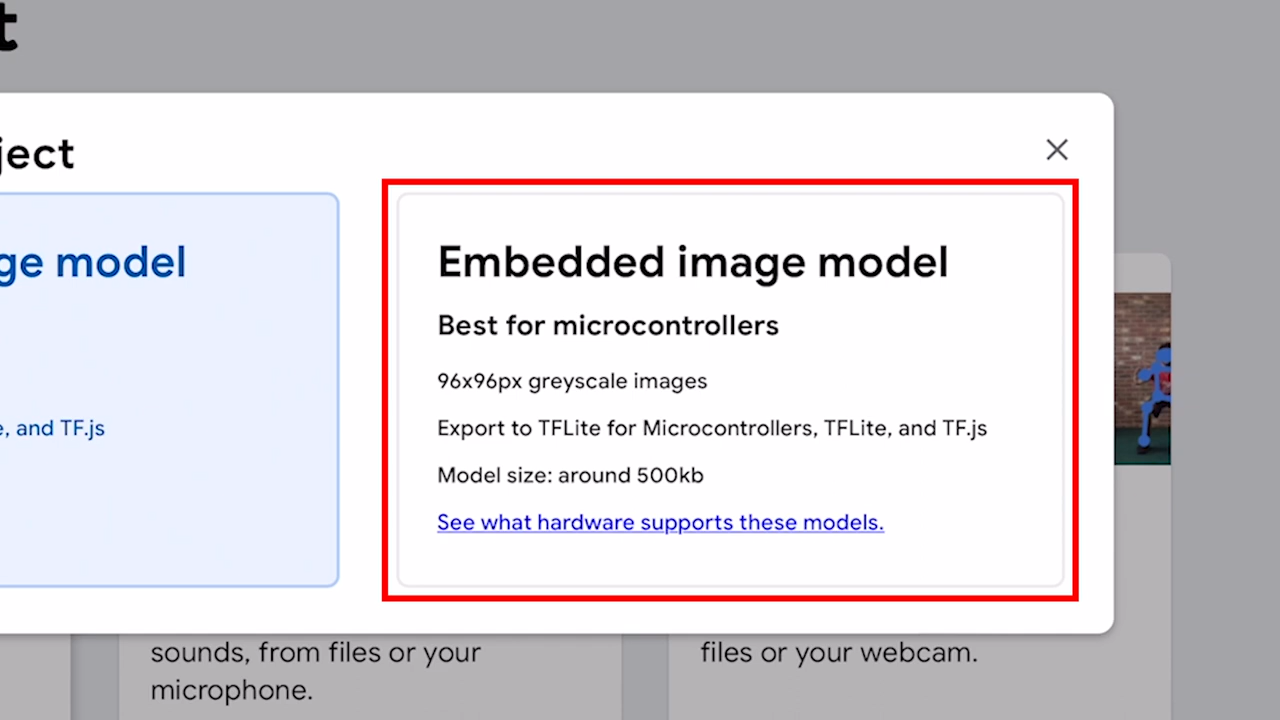 t
ject
ge model
e, and TF.js
Embedded image model
Best for microcontrollers
96x96px greyscale images
Export to TFLite for Microcontrollers, TFLite, and TF.js
Model size: around 500kb
See what hardware supports these models.
sounds, from files or your
microphone.
files or your webcam.